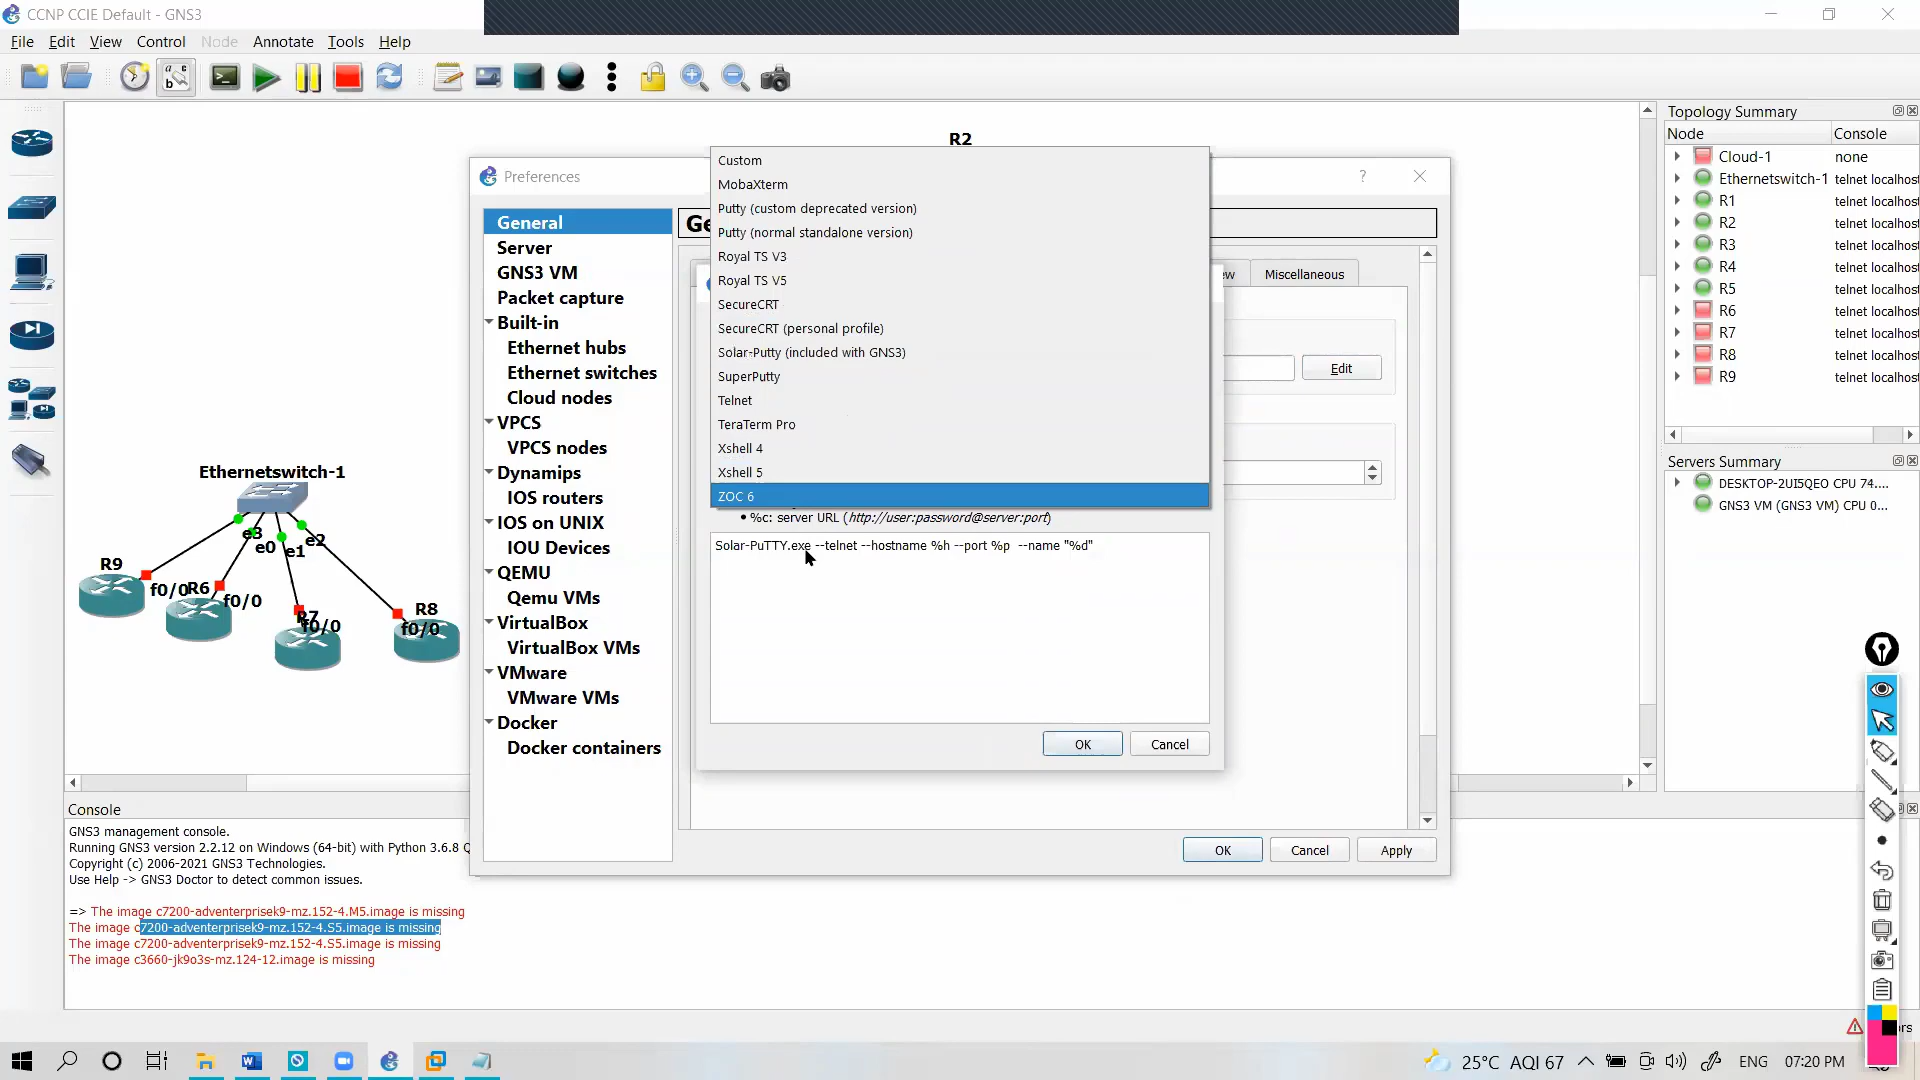 CCNP CCIE Default - GNS3
File Edit View Control Node Annotate Tools Help
R2
Ethernetswitch-1
e3
e0
e1
e2
R9
f0/0
R6
f0/0
R7
f0/0
R8
f0/0
Preferences
General
Server
GNS3 VM
Packet capture
Built-in
Ethernet hubs
Ethernet switches
Cloud nodes
VPCS
VPCS nodes
Dynamips
IOS routers
IOS on UNIX
IOU Devices
QEMU
Qemu VMs
VirtualBox
VirtualBox VMs
VMware
VMware VMs
Docker
Docker containers
Miscellaneous
Edit
Custom
MobaXterm
Putty (custom deprecated version)
Putty (normal standalone version)
Royal TS V3
Royal TS V5
SecureCRT
SecureCRT (personal profile)
Solar-Putty (included with GNS3)
SuperPutty
Telnet
TeraTerm Pro
Xshell 4
Xshell 5
ZOC 6
• %c: server URL (http://user:password@server:port)
Solar-PuTTY.exe --telnet --hostname %h --port %p --name "%d"
OK Cancel
OK Cancel Apply
Topology Summary
Node Console
Cloud-1 none
Ethernetswitch-1 telnet localhost
R1 telnet localhost
R2 telnet localhost
R3 telnet localhost
R4 telnet localhost
R5 telnet localhost
R6 telnet localhost
R7 telnet localhost
R8 telnet localhost
R9 telnet localhost
Servers Summary
DESKTOP-2UI5QEO CPU 74....
GNS3 VM (GNS3 VM) CPU 0...
Console
GNS3 management console.
Running GNS3 version 2.2.12 on Windows (64-bit) with Python 3.6.8 Q
Copyright (c) 2006-2021 GNS3 Technologies.
Use Help -> GNS3 Doctor to detect common issues.
=> The image c7200-adventerprisek9-mz.152-4.M5.image is missing
The image c7200-adventerprisek9-mz.152-4.S5.image is missing
The image c7200-adventerprisek9-mz.152-4.S5.image is missing
The image c3660-jk9o3s-mz.124-12.image is missing
25°C AQI 67 ENG 07:20 PM